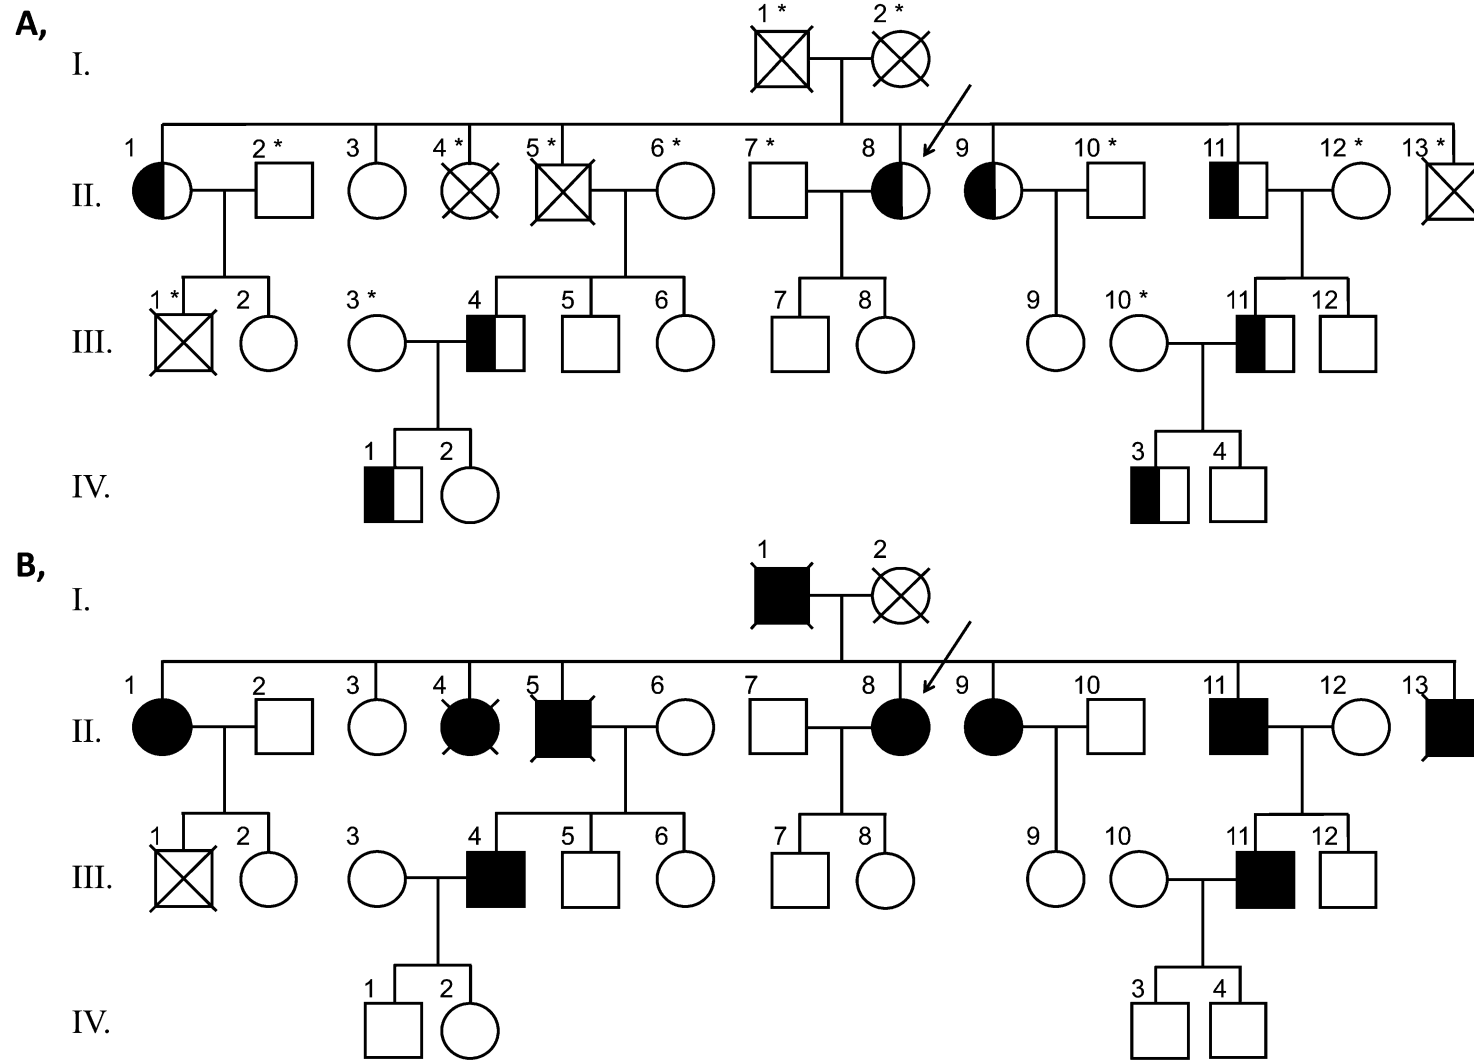 A,
1 * 2 *
I.
1 2 * 3 4 * 5 * 6 * 7 * 8 9 10 * 11 12 * 13 *
II.
1 * 2 3 * 4 5 6 7 8 9 10 * 11 12
III.
1 2 3 4
IV.
B,
1 2
I.
1 2 3 4 5 6 7 8 9 10 11 12 13
II.
1 2 3 4 5 6 7 8 9 10 11 12
III.
1 2 3 4
IV.